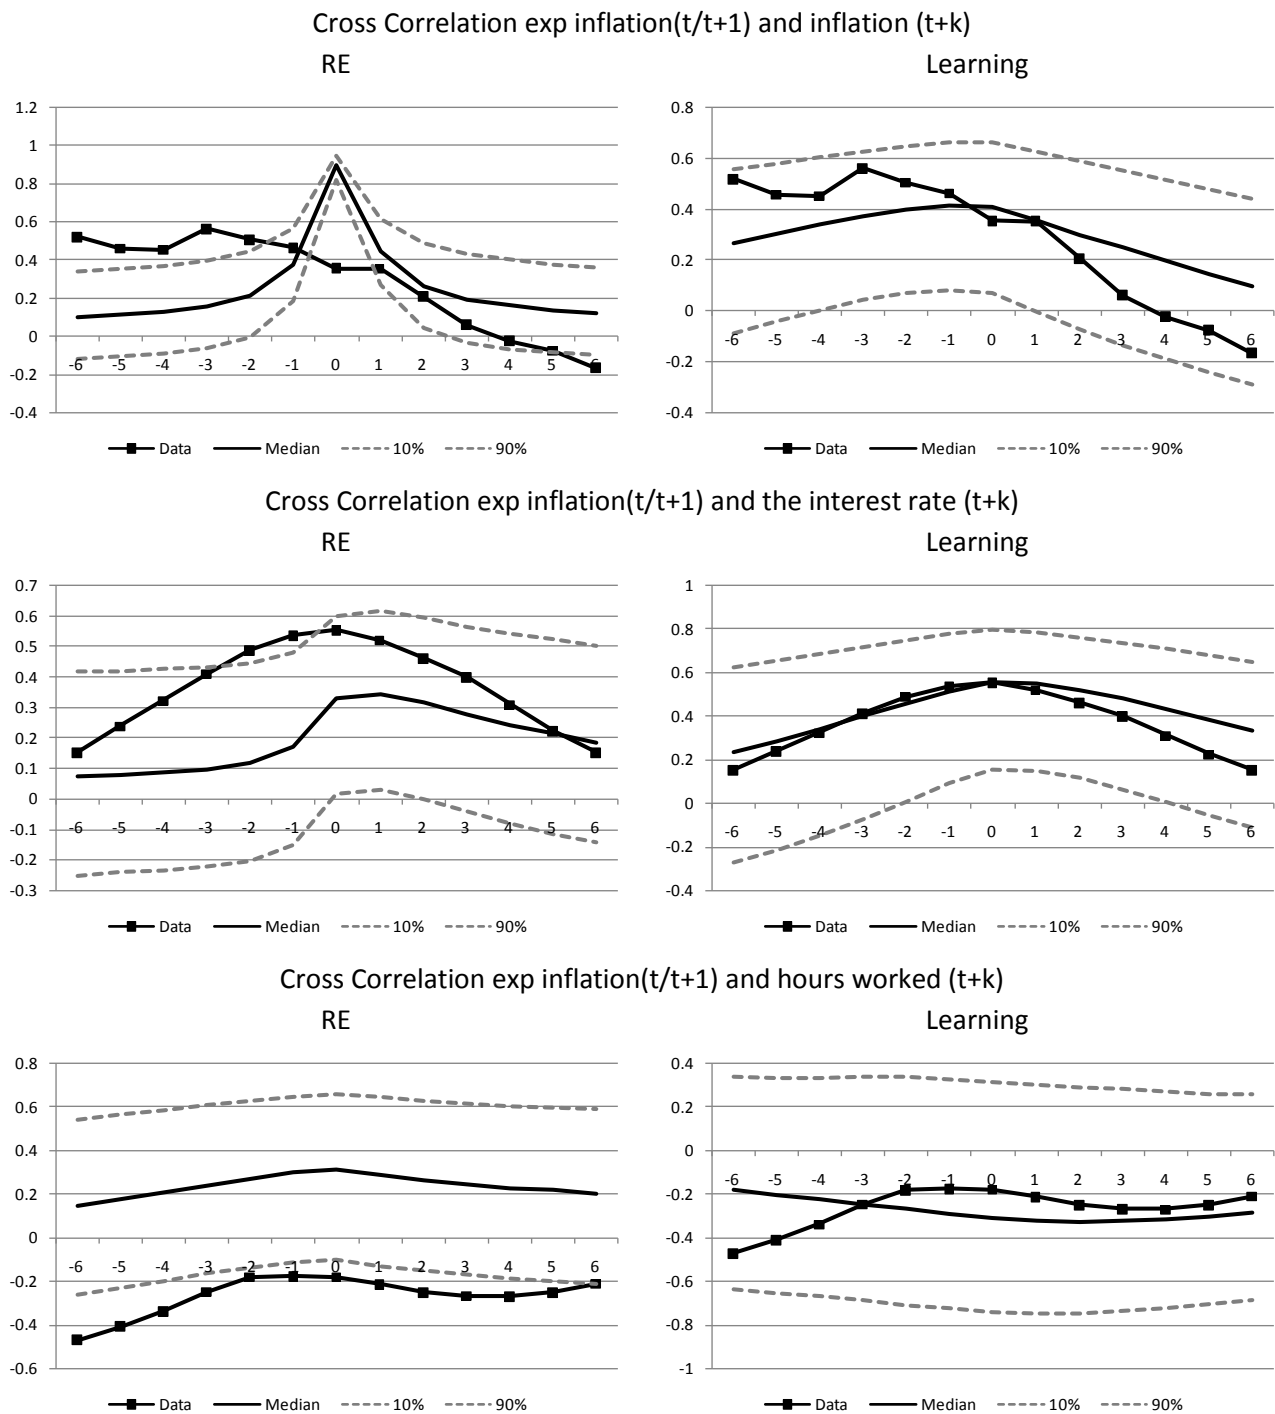 Cross Correlation exp inflation(t/t+1) and inflation (t+k)
RE
Learning
1.2
1
0.8
0.6
0.4
0.2
0
-0.2
-0.4
-6 -5 -4 -3 -2 -1 0 1 2 3 4 5 6
Data Median 10% 90%
0.8
0.6
0.4
0.2
0
-0.2
-0.4
-6 -5 -4 -3 -2 -1 0 1 2 3 4 5 6
Data Median 10% 90%
Cross Correlation exp inflation(t/t+1) and the interest rate (t+k)
RE
Learning
0.7
0.6
0.5
0.4
0.3
0.2
0.1
0
-0.1
-0.2
-0.3
-6 -5 -4 -3 -2 -1 0 1 2 3 4 5 6
Data Median 10% 90%
1
0.8
0.6
0.4
0.2
0
-0.2
-0.4
-6 -5 -4 -3 -2 -1 0 1 2 3 4 5 6
Data Median 10% 90%
Cross Correlation exp inflation(t/t+1) and hours worked (t+k)
RE
Learning
0.8
0.6
0.4
0.2
0
-0.2
-0.4
-0.6
-6 -5 -4 -3 -2 -1 0 1 2 3 4 5 6
Data Median 10% 90%
0.4
0.2
0
-0.2
-0.4
-0.6
-0.8
-1
-6 -5 -4 -3 -2 -1 0 1 2 3 4 5 6
Data Median 10% 90%